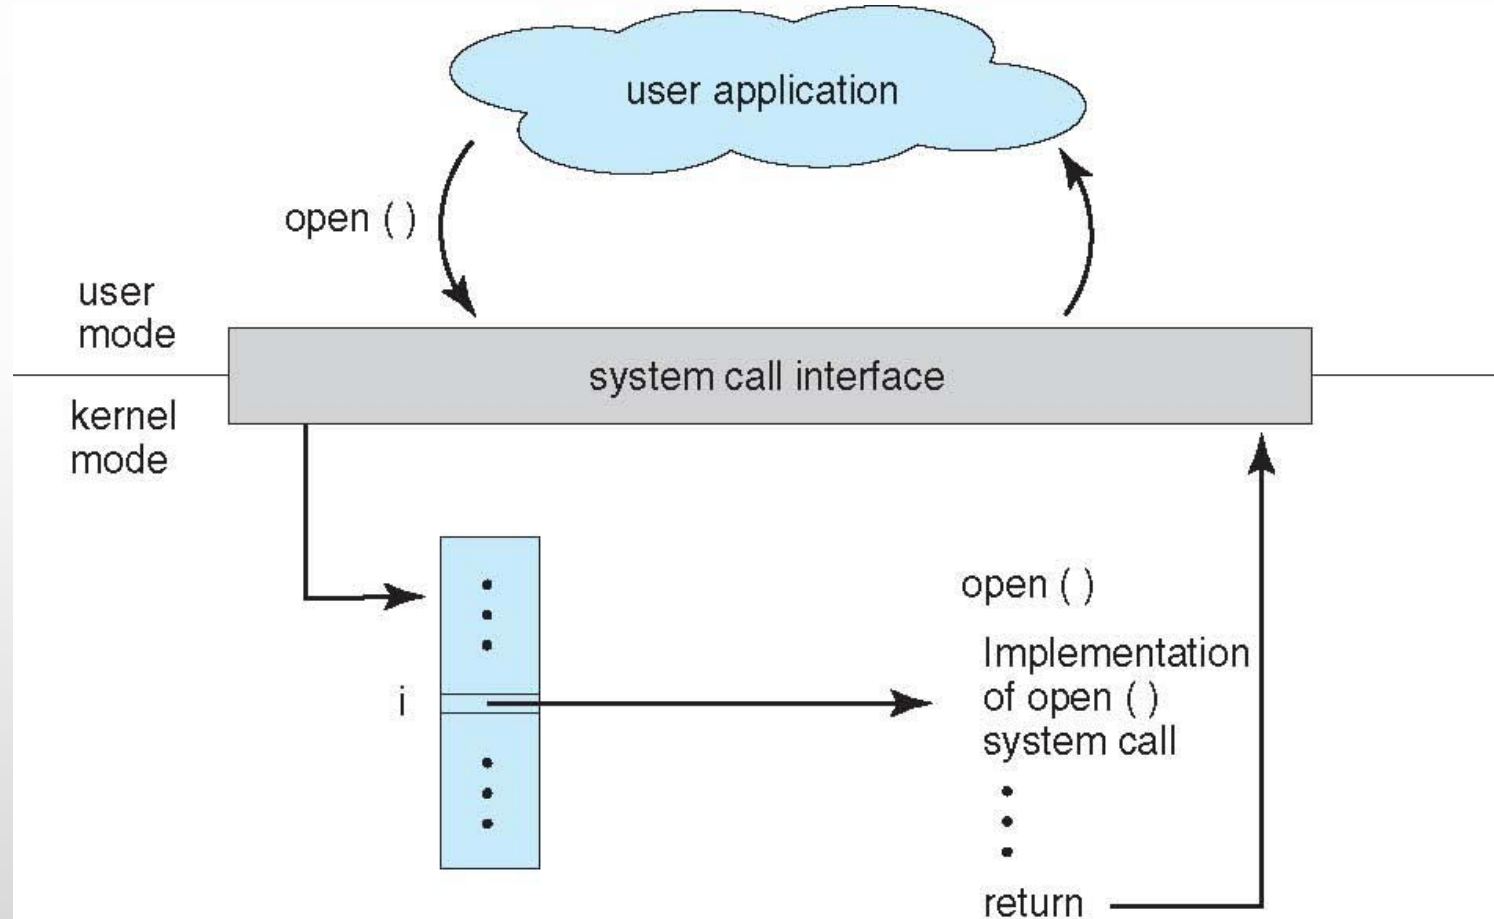 user application
open ( )
user
mode
system call interface
kernel
mode
open ( )
Implementation
of open ( )
system call
i
return